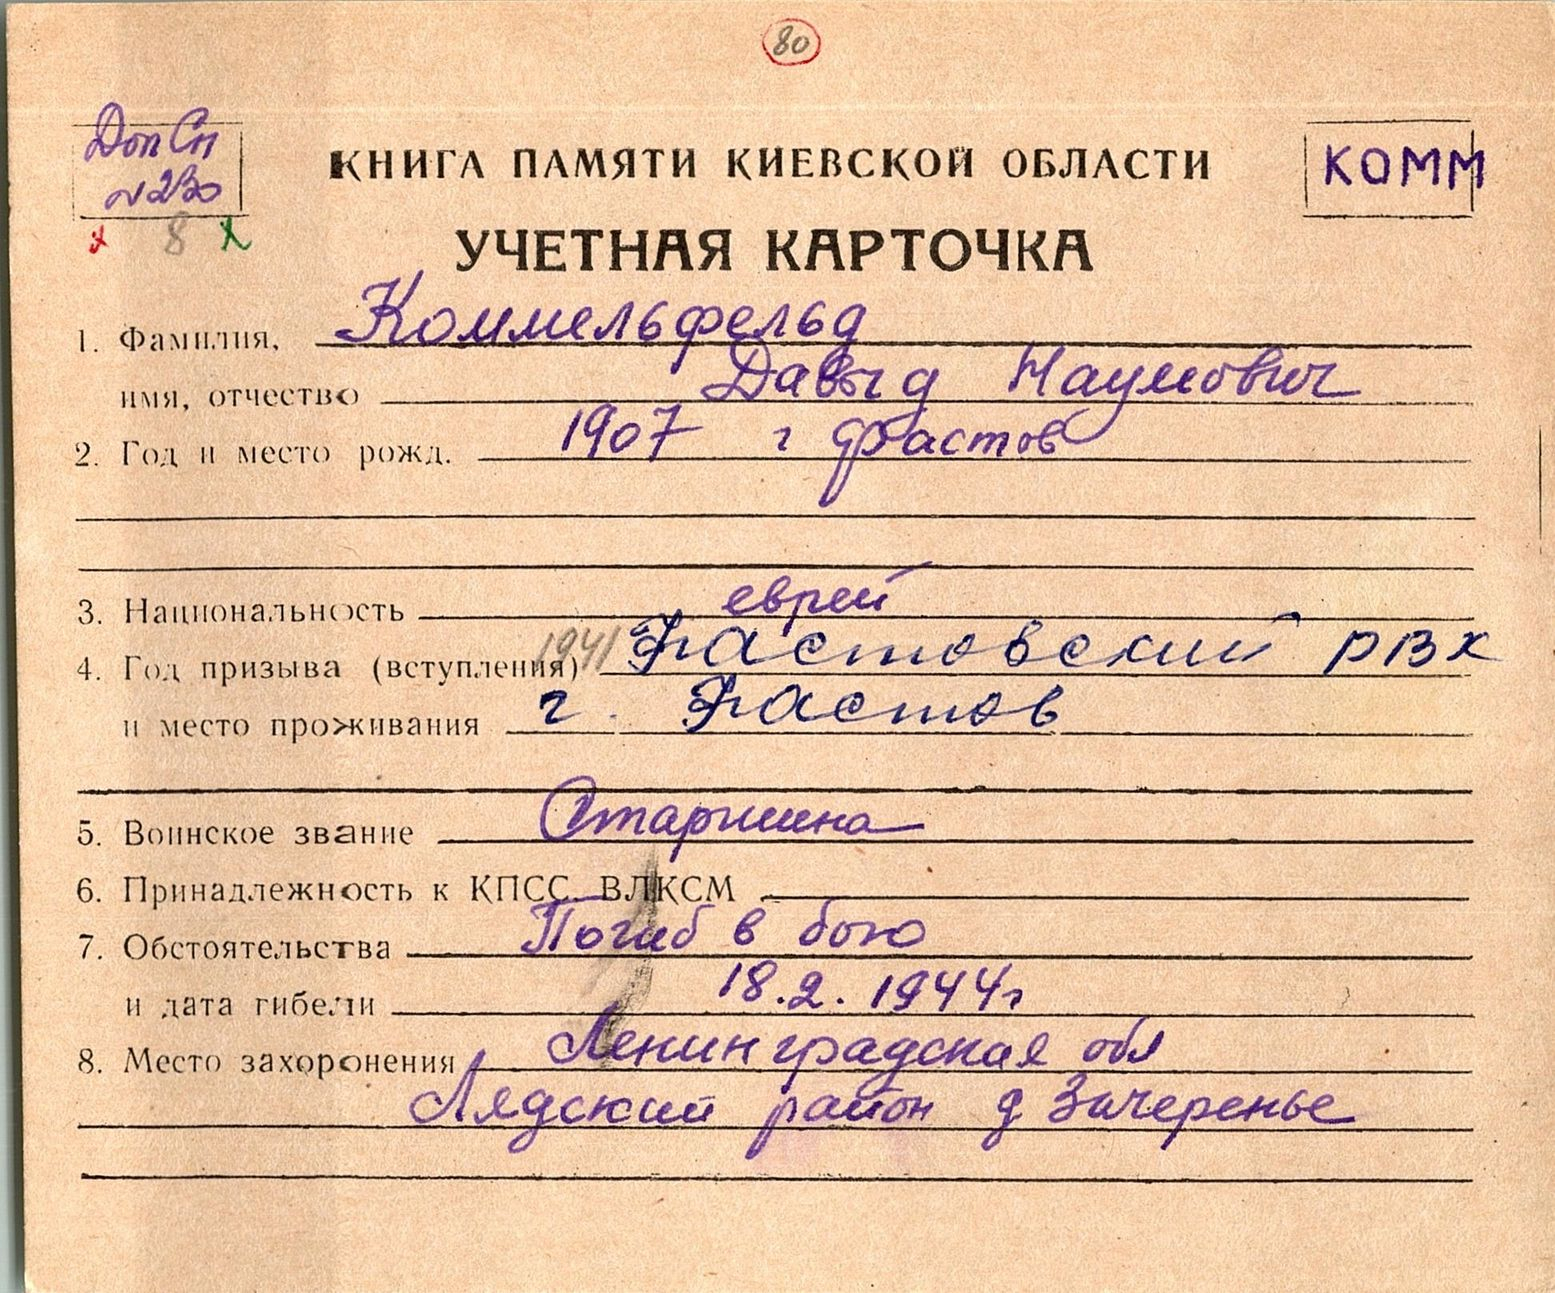 80
Доп Сп
КНИГА ПАМЯТИ КИЕВСКОЙ ОБЛАСТИ
КОММ
8
УЧЕТНАЯ КАРТОЧКА
1. Фамилия, Коммельфельд
имя, отчество Давыд Наумович
2. Год и место рожд. 1907 г Фастов
3. Национальность еврей
4. Год призыва (вступления) 1941 Фастовский РВК
и место проживания г. Фастов
5. Воинское звание Старшина
6. Принадлежность к КПСС, ВЛКСМ
7. Обстоятельства Погиб в бою
и дата гибели 18.2.1944г
8. Место захоронения Ленинградская обл
Лядский район д Зачеренье